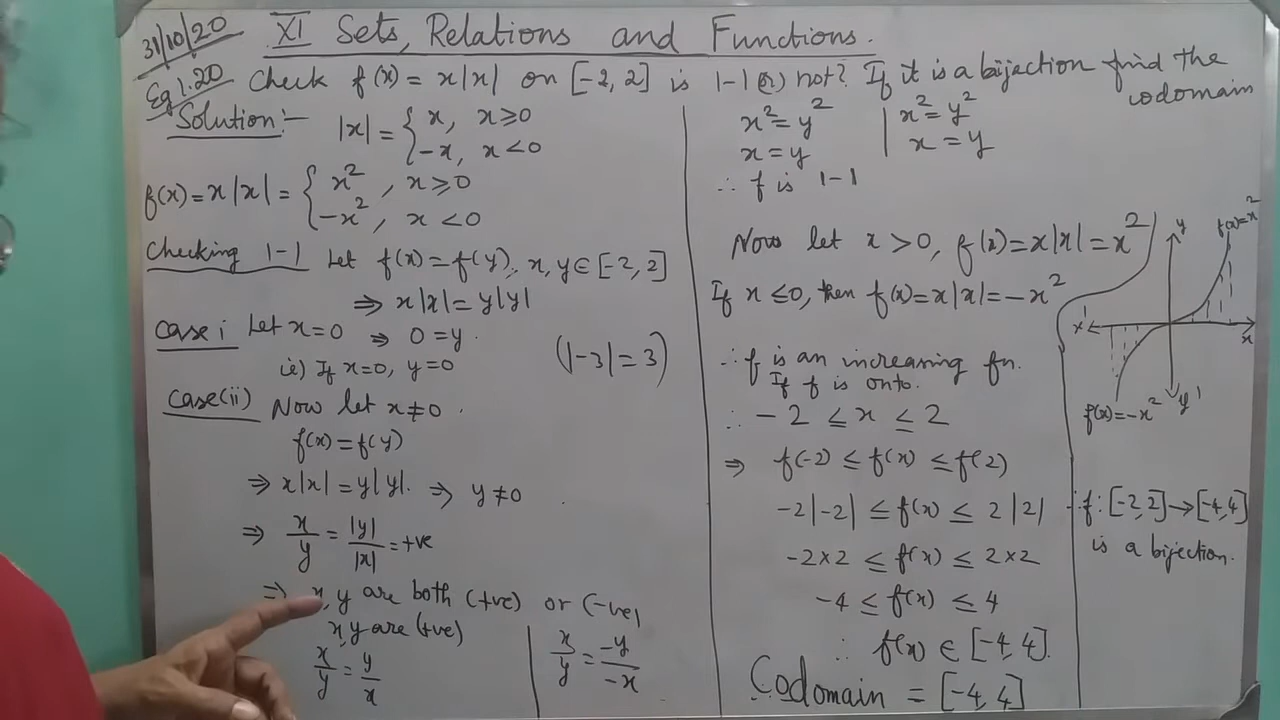 31/10/20
XI Sets, Relations and Functions.
Eg 1.20 Check f(x) = x|x| on [-2, 2] is 1-1 (or) not? If it is a bijection find the codomain
Solution:-
|x| = { x, x ≥ 0
-x, x < 0
f(x) = x|x| = { x², x ≥ 0
-x², x < 0
Checking 1-1 Let f(x) = f(y), x, y ∈ [-2, 2]
⇒ x|x| = y|y|
Case i Let x = 0 ⇒ 0 = y.
ie) If x = 0, y = 0
(|-3| = 3)
Case(ii) Now let x ≠ 0.
f(x) = f(y)
⇒ x|x| = y|y|. ⇒ y ≠ 0
⇒ x/y = |y|/|x| = +ve
⇒ x, y are both (+ve) or (-ve)
x, y are (+ve)
x/y = y/x
x/y = -y/-x
x² = y²
x = y
x² = y²
x = y
∴ f is 1-1
Now let x > 0, f(x) = x|x| = x²
If x ≤ 0, then f(x) = x|x| = -x²
∴ f is an increasing fn.
If f is onto.
∴ -2 ≤ x ≤ 2
⇒ f(-2) ≤ f(x) ≤ f(2)
-2|-2| ≤ f(x) ≤ 2|2|
-2×2 ≤ f(x) ≤ 2×2
-4 ≤ f(x) ≤ 4
∴ f(x) ∈ [-4, 4].
Codomain = [-4, 4]
y
f(x)=x²
x'
x
y'
f(x)=-x²
∴ f: [-2, 2] → [-4, 4]
is a bijection.